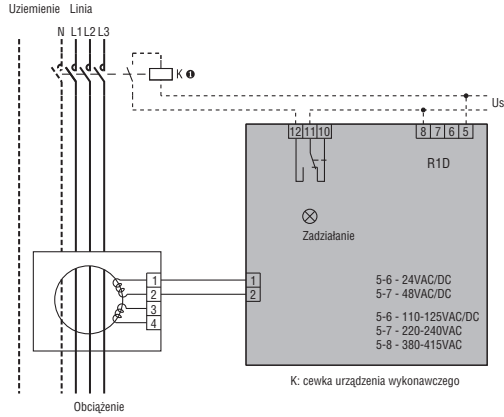 Uziemienie Linia
N L1 L2 L3
K ❶
Us
12 11 10
8 7 6 5
R1D
Zadziałanie
1
2
3
4
1
2
5-6 - 24VAC/DC
5-7 - 48VAC/DC
5-6 - 110-125VAC/DC
5-7 - 220-240VAC
5-8 - 380-415VAC
K: cewka urządzenia wykonawczego
Obciążenie